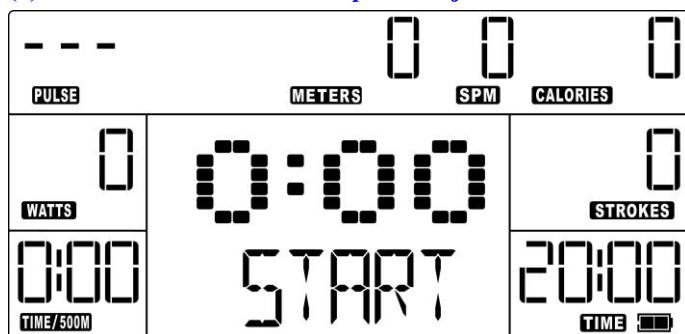 --- 0 0 0
PULSE METERS SPM CALORIES
0 0:00 0
WATTS STROKES
0:00 START 20:00
TIME/500M TIME